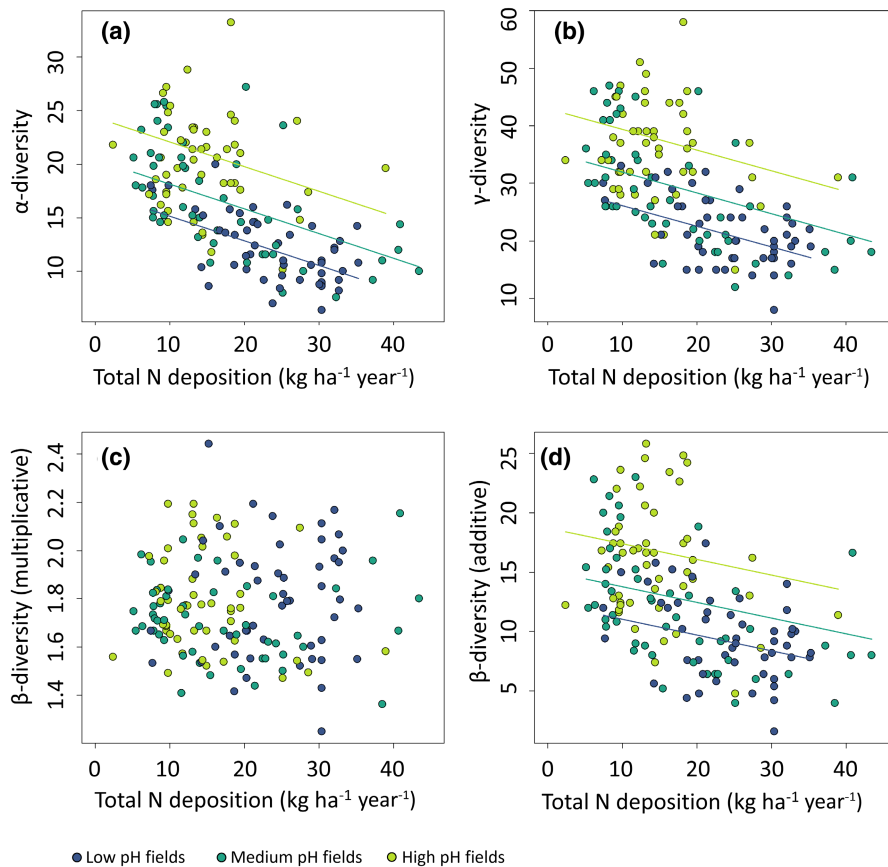 (a)
α-diversity
10 15 20 25 30
0 10 20 30 40
Total N deposition (kg ha⁻¹ year⁻¹)
(b)
γ-diversity
10 20 30 40 50 60
0 10 20 30 40
Total N deposition (kg ha⁻¹ year⁻¹)
(c)
β-diversity (multiplicative)
1.4 1.6 1.8 2.0 2.2 2.4
0 10 20 30 40
Total N deposition (kg ha⁻¹ year⁻¹)
(d)
β-diversity (additive)
5 10 15 20 25
0 10 20 30 40
Total N deposition (kg ha⁻¹ year⁻¹)
Low pH fields Medium pH fields High pH fields